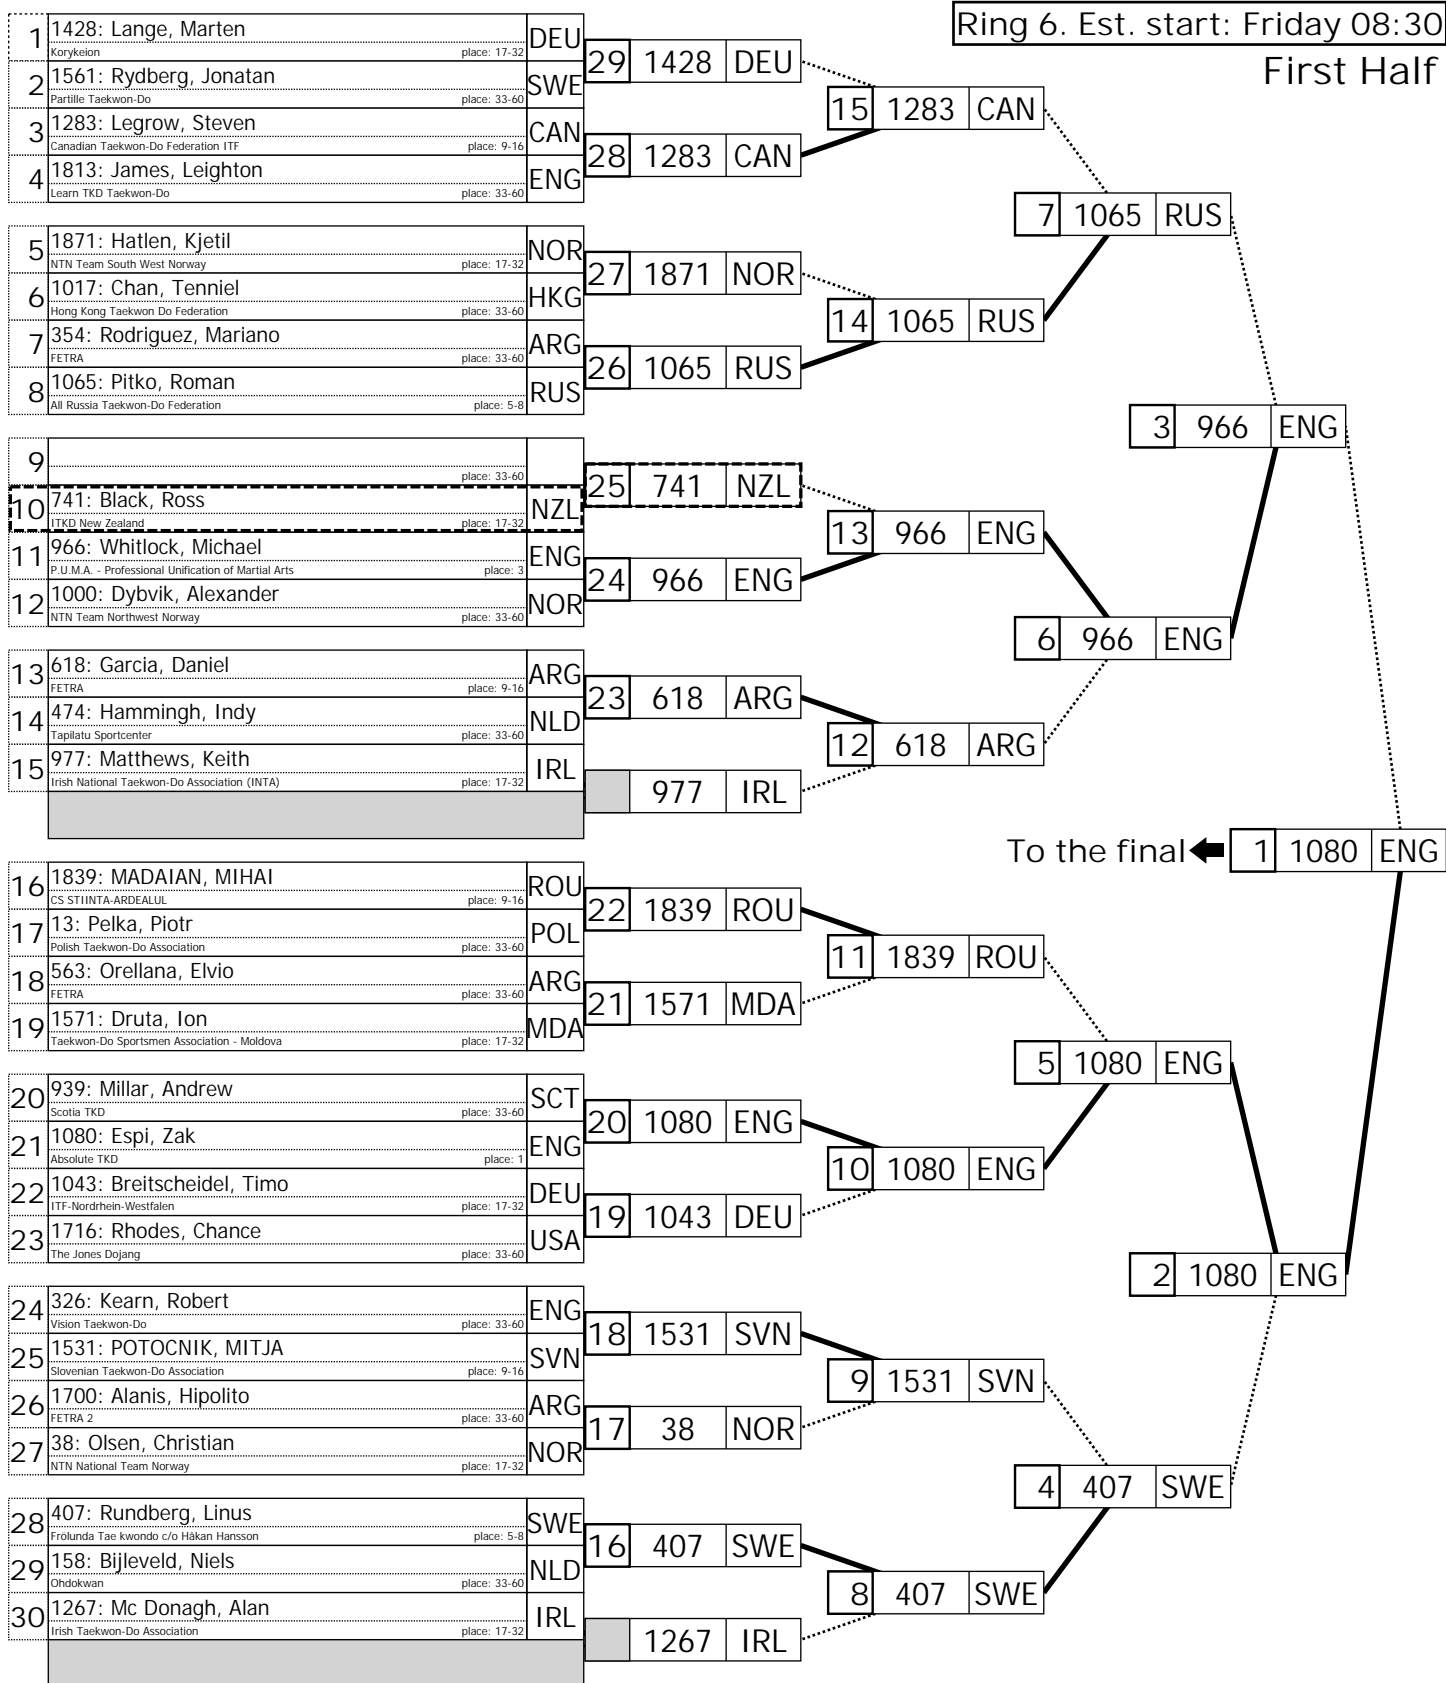 Ring 6. Est. start: Friday 08:30
First Half
1 1428: Lange, Marten DEU
Korykeion place: 17-32
2 1561: Rydberg, Jonatan SWE
Partille Taekwon-Do place: 33-60
3 1283: Legrow, Steven CAN
Canadian Taekwon-Do Federation ITF place: 9-16
4 1813: James, Leighton ENG
Learn TKD Taekwon-Do place: 33-60
5 1871: Hatlen, Kjetil NOR
NTN Team South West Norway place: 17-32
6 1017: Chan, Tenniel HKG
Hong Kong Taekwon Do Federation place: 33-60
7 354: Rodriguez, Mariano ARG
FETRA place: 33-60
8 1065: Pitko, Roman RUS
All Russia Taekwon-Do Federation place: 5-8
9
place: 33-60
10 741: Black, Ross NZL
ITKD New Zealand place: 17-32
11 966: Whitlock, Michael ENG
P.U.M.A. - Professional Unification of Martial Arts place: 3
12 1000: Dybvik, Alexander NOR
NTN Team Northwest Norway place: 33-60
13 618: Garcia, Daniel ARG
FETRA place: 9-16
14 474: Hammingh, Indy NLD
Tapilatu Sportcenter place: 33-60
15 977: Matthews, Keith IRL
Irish National Taekwon-Do Association (INTA) place: 17-32
16 1839: MADAIAN, MIHAI ROU
CS STIINTA-ARDEALUL place: 9-16
17 13: Pelka, Piotr POL
Polish Taekwon-Do Association place: 33-60
18 563: Orellana, Elvio ARG
FETRA place: 33-60
19 1571: Druta, Ion MDA
Taekwon-Do Sportsmen Association - Moldova place: 17-32
20 939: Millar, Andrew SCT
Scotia TKD place: 33-60
21 1080: Espi, Zak ENG
Absolute TKD place: 1
22 1043: Breitscheidel, Timo DEU
ITF-Nordrhein-Westfalen place: 17-32
23 1716: Rhodes, Chance USA
The Jones Dojang place: 33-60
24 326: Kearn, Robert ENG
Vision Taekwon-Do place: 33-60
25 1531: POTOCNIK, MITJA SVN
Slovenian Taekwon-Do Association place: 9-16
26 1700: Alanis, Hipolito ARG
FETRA 2 place: 33-60
27 38: Olsen, Christian NOR
NTN National Team Norway place: 17-32
28 407: Rundberg, Linus SWE
Frölunda Tae kwondo c/o Håkan Hansson place: 5-8
29 158: Bijleveld, Niels NLD
Ohdokwan place: 33-60
30 1267: Mc Donagh, Alan IRL
Irish Taekwon-Do Association place: 17-32
29 1428 DEU
28 1283 CAN
27 1871 NOR
26 1065 RUS
25 741 NZL
24 966 ENG
23 618 ARG
977 IRL
22 1839 ROU
21 1571 MDA
20 1080 ENG
19 1043 DEU
18 1531 SVN
17 38 NOR
16 407 SWE
1267 IRL
15 1283 CAN
14 1065 RUS
13 966 ENG
12 618 ARG
11 1839 ROU
10 1080 ENG
9 1531 SVN
8 407 SWE
7 1065 RUS
6 966 ENG
5 1080 ENG
4 407 SWE
3 966 ENG
2 1080 ENG
To the final 1 1080 ENG